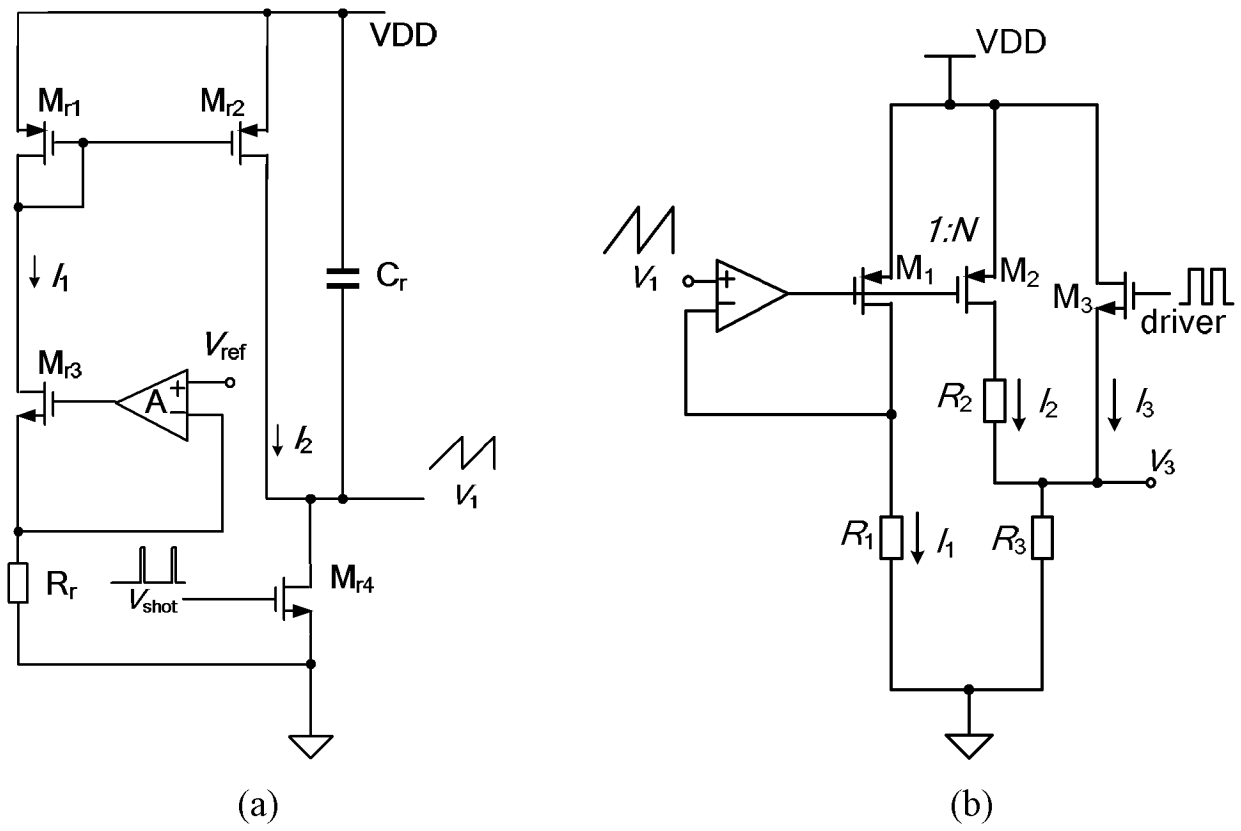 VDD
Mr1
Mr2
I1
Cr
Vref
Mr3
A
+
−
I2
V1
Rr
Vshot
Mr4
(a)
VDD
1:N
V1
+
−
M1
M2
M3
driver
R2
I2
I3
V3
R1
I1
R3
(b)